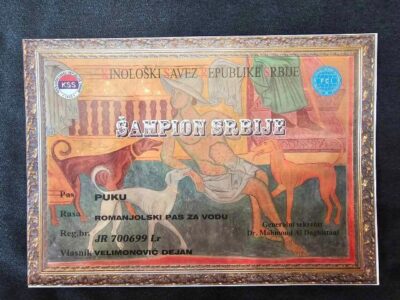 KINOLOŠKI SAVEZ REPUBLIKE SRBIJE
KSS
FCI
ŠAMPION SRBIJE
Pas PUKU
Rasa ROMANJOLSKI PAS ZA VODU
Reg.br. JR 700699 Lr
Vlasnik VELIMONOVIĆ DEJAN
Generalni sekretar
Dr. Mahmoud Al Daghistani